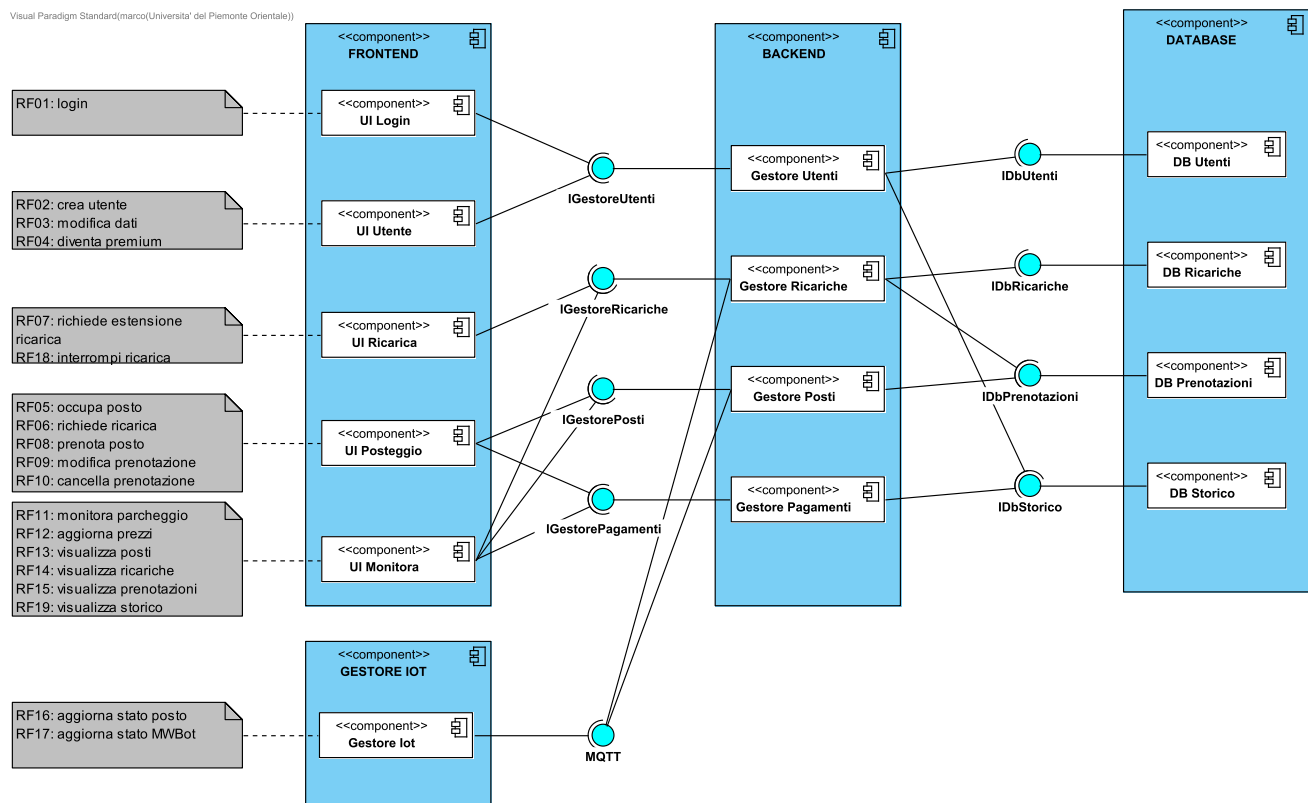 Visual Paradigm Standard(marco(Universita' del Piemonte Orientale))
<<component>>
FRONTEND
<<component>>
BACKEND
<<component>>
DATABASE
RF01: login
<<component>>
UI Login
<<component>>
Gestore Utenti
IDbUtenti
<<component>>
DB Utenti
IGestoreUtenti
RF02: crea utente
RF03: modifica dati
RF04: diventa premium
<<component>>
UI Utente
<<component>>
Gestore Ricariche
IDbRicariche
<<component>>
DB Ricariche
IGestoreRicariche
RF07: richiede estensione
ricarica
RF18: interrompi ricarica
<<component>>
UI Ricarica
<<component>>
Gestore Posti
IDbPrenotazioni
<<component>>
DB Prenotazioni
IGestorePosti
RF05: occupa posto
RF06: richiede ricarica
RF08: prenota posto
RF09: modifica prenotazione
RF10: cancella prenotazione
<<component>>
UI Posteggio
<<component>>
Gestore Pagamenti
IDbStorico
<<component>>
DB Storico
IGestorePagamenti
RF11: monitora parcheggio
RF12: aggiorna prezzi
RF13: visualizza posti
RF14: visualizza ricariche
RF15: visualizza prenotazioni
RF19: visualizza storico
<<component>>
UI Monitora
<<component>>
GESTORE IOT
RF16: aggiorna stato posto
RF17: aggiorna stato MWBot
<<component>>
Gestore Iot
MQTT